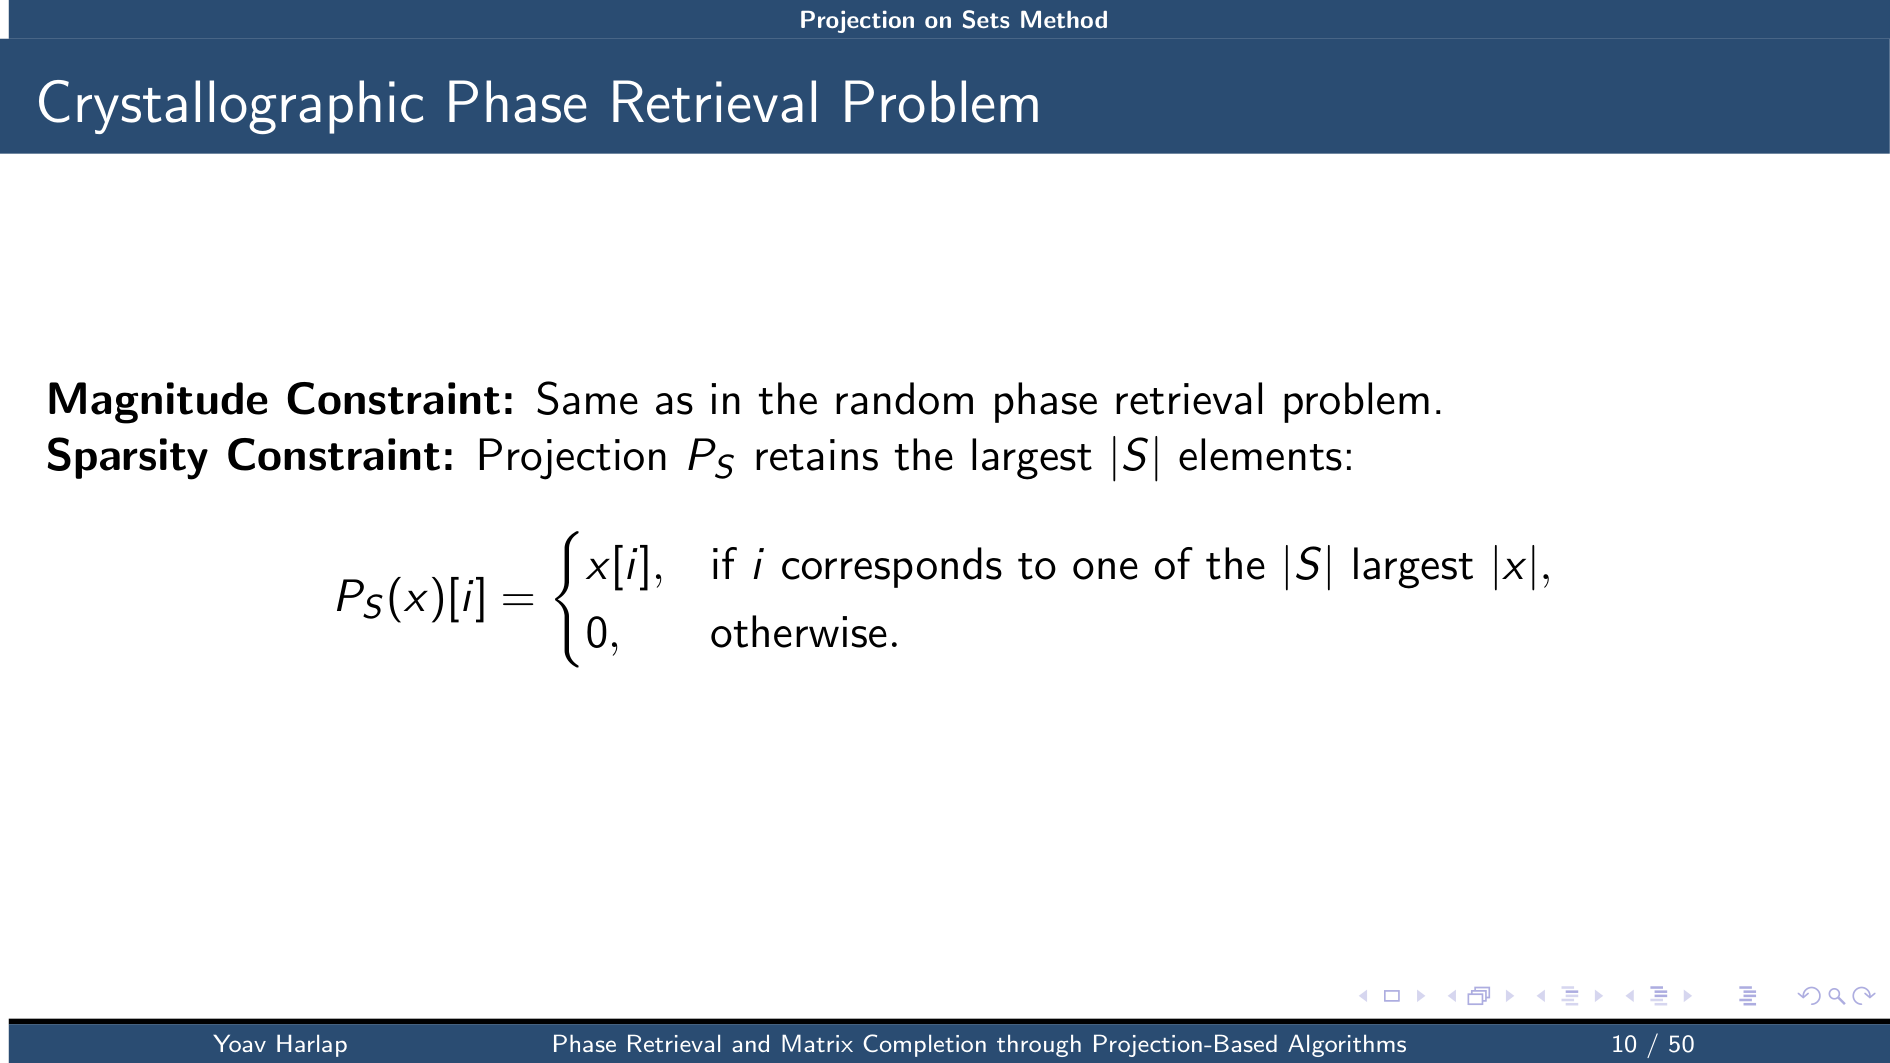 Projection on Sets Method
Crystallographic Phase Retrieval Problem
Magnitude Constraint: Same as in the random phase retrieval problem.
Sparsity Constraint: Projection P_S retains the largest |S| elements:
P_S(x)[i] = { x[i], if i corresponds to one of the |S| largest |x|,
0, otherwise.
Yoav Harlap Phase Retrieval and Matrix Completion through Projection-Based Algorithms 10 / 50